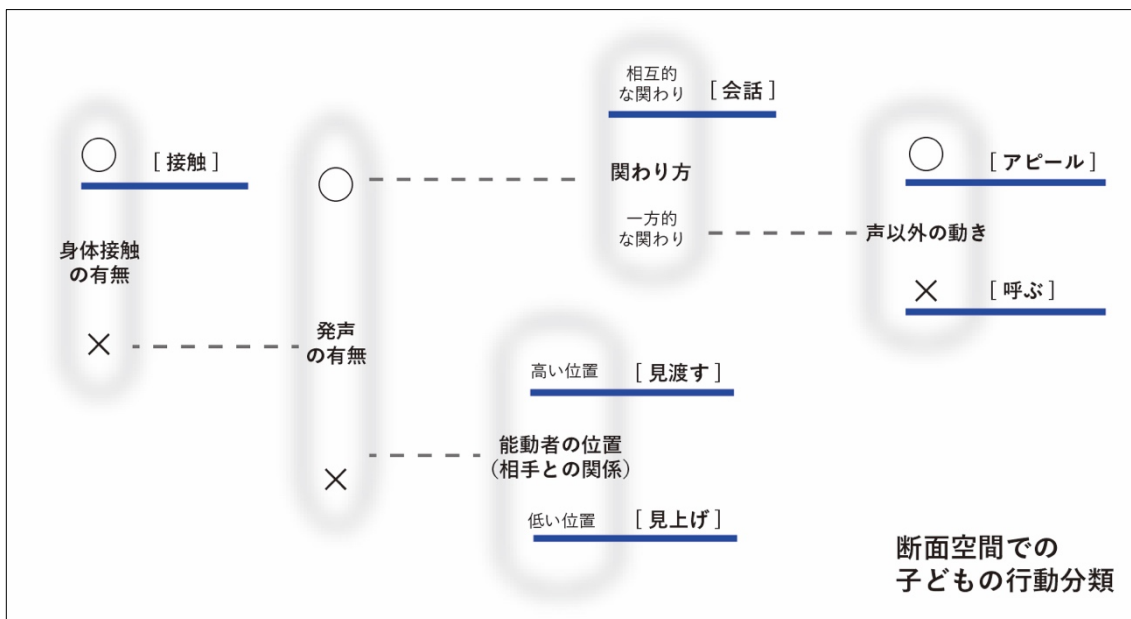 ○ [ 接触 ]
身体接触
の有無
×
○
発声
の有無
×
相互的
な関わり [ 会話 ]
関わり方
一方的
な関わり
○ [ アピール ]
声以外の動き
× [ 呼ぶ ]
高い位置 [ 見渡す ]
能動者の位置
(相手との関係)
低い位置 [ 見上げ ]
断面空間での
子どもの行動分類